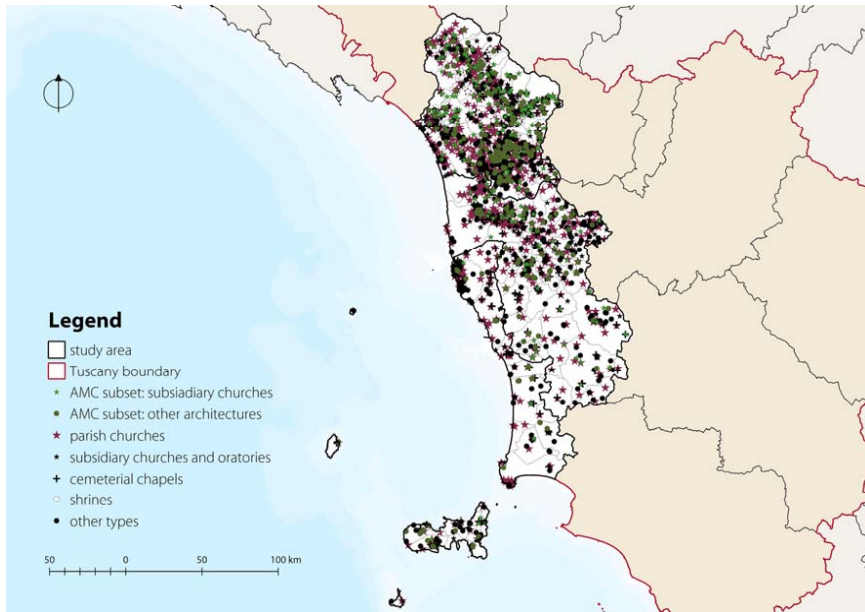 Legend
study area
Tuscany boundary
AMC subset: subsiadiary churches
AMC subset: other architectures
parish churches
subsidiary churches and oratories
cemeterial chapels
shrines
other types
50 0 50 100 km